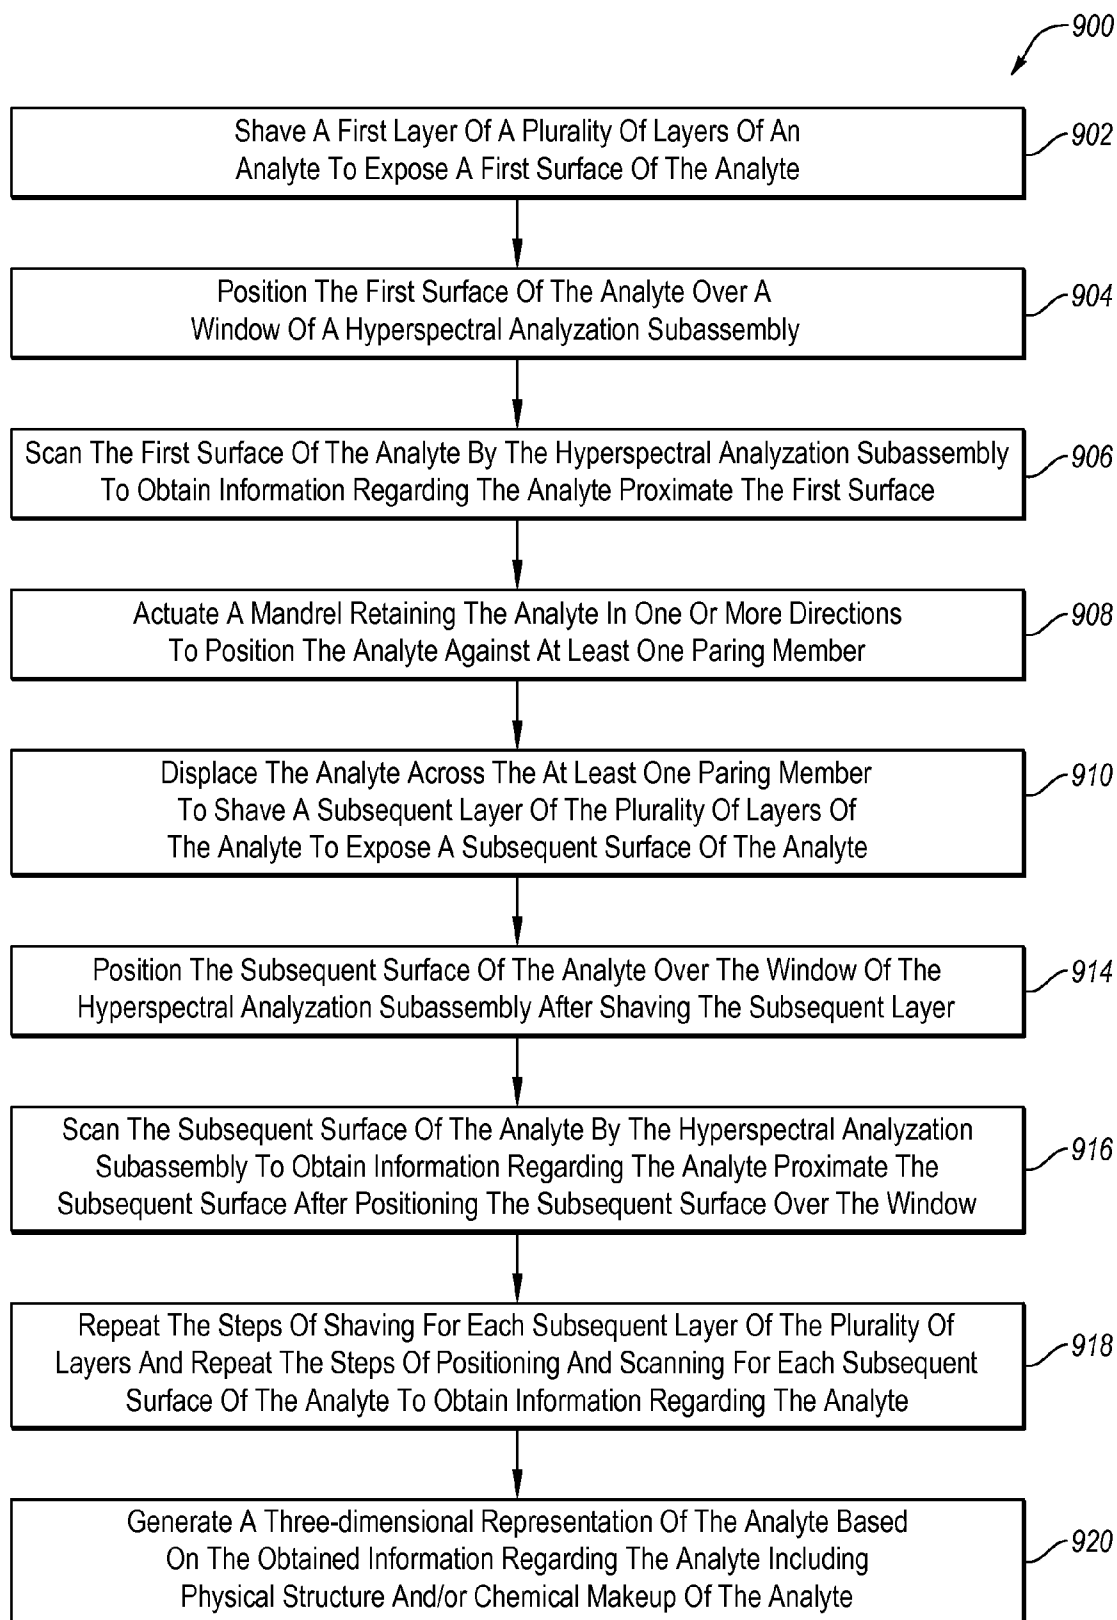 900
Shave A First Layer Of A Plurality Of Layers Of An
Analyte To Expose A First Surface Of The Analyte
902
Position The First Surface Of The Analyte Over A
Window Of A Hyperspectral Analyzation Subassembly
904
Scan The First Surface Of The Analyte By The Hyperspectral Analyzation Subassembly
To Obtain Information Regarding The Analyte Proximate The First Surface
906
Actuate A Mandrel Retaining The Analyte In One Or More Directions
To Position The Analyte Against At Least One Paring Member
908
Displace The Analyte Across The At Least One Paring Member
To Shave A Subsequent Layer Of The Plurality Of Layers Of
The Analyte To Expose A Subsequent Surface Of The Analyte
910
Position The Subsequent Surface Of The Analyte Over The Window Of The
Hyperspectral Analyzation Subassembly After Shaving The Subsequent Layer
914
Scan The Subsequent Surface Of The Analyte By The Hyperspectral Analyzation
Subassembly To Obtain Information Regarding The Analyte Proximate The
Subsequent Surface After Positioning The Subsequent Surface Over The Window
916
Repeat The Steps Of Shaving For Each Subsequent Layer Of The Plurality Of
Layers And Repeat The Steps Of Positioning And Scanning For Each Subsequent
Surface Of The Analyte To Obtain Information Regarding The Analyte
918
Generate A Three-dimensional Representation Of The Analyte Based
On The Obtained Information Regarding The Analyte Including
Physical Structure And/or Chemical Makeup Of The Analyte
920